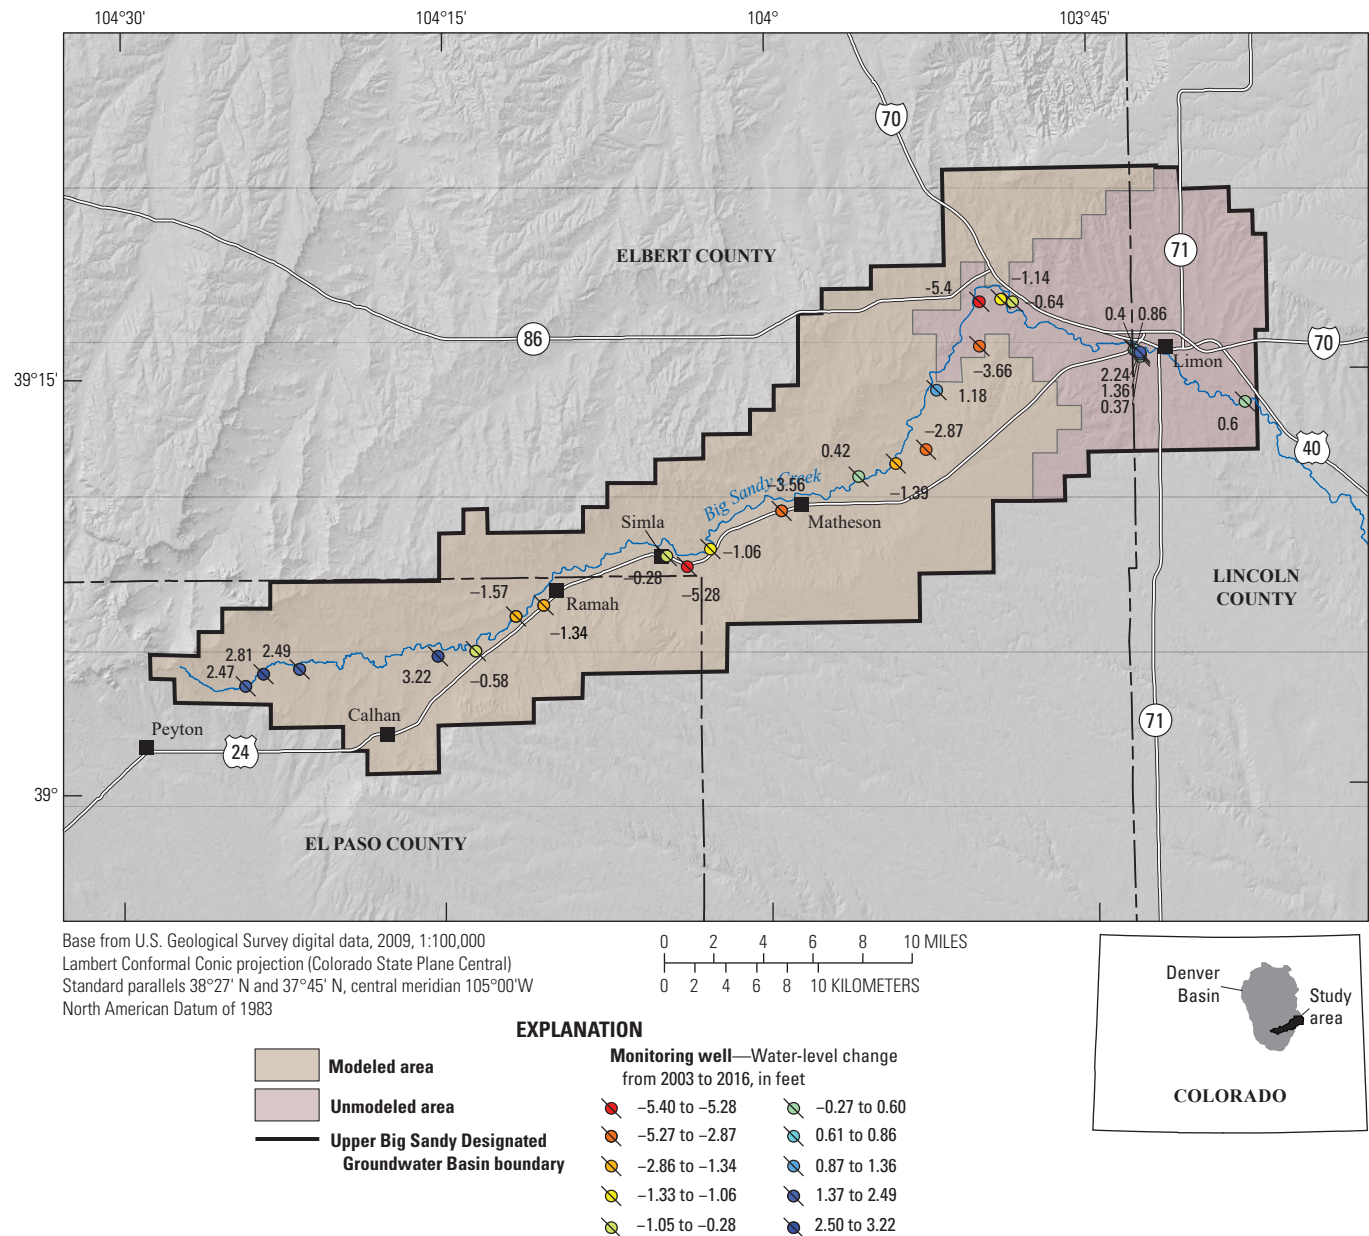 104°30'
104°15'
104°
103°45'
70
ELBERT COUNTY
71
−1.14
-5.4
−0.64
0.4
0.86
86
70
39°15'
Limon
−3.66
2.24
1.36
0.37
1.18
0.6
−2.87
40
0.42
Big Sandy Creek
−3.56
−1.39
Matheson
Simla
−1.06
−0.28
−5.28
LINCOLN
COUNTY
−1.57
Ramah
−1.34
2.81
2.49
2.47
3.22
−0.58
Calhan
Peyton
24
71
39°
EL PASO COUNTY
Base from U.S. Geological Survey digital data, 2009, 1:100,000
Lambert Conformal Conic projection (Colorado State Plane Central)
Standard parallels 38°27' N and 37°45' N, central meridian 105°00'W
North American Datum of 1983
0 2 4 6 8 10 MILES
0 2 4 6 8 10 KILOMETERS
Denver
Basin
Study
area
COLORADO
EXPLANATION
Modeled area
Unmodeled area
Upper Big Sandy Designated
Groundwater Basin boundary
Monitoring well—Water-level change
from 2003 to 2016, in feet
−5.40 to −5.28
−5.27 to −2.87
−2.86 to −1.34
−1.33 to −1.06
−1.05 to −0.28
−0.27 to 0.60
0.61 to 0.86
0.87 to 1.36
1.37 to 2.49
2.50 to 3.22